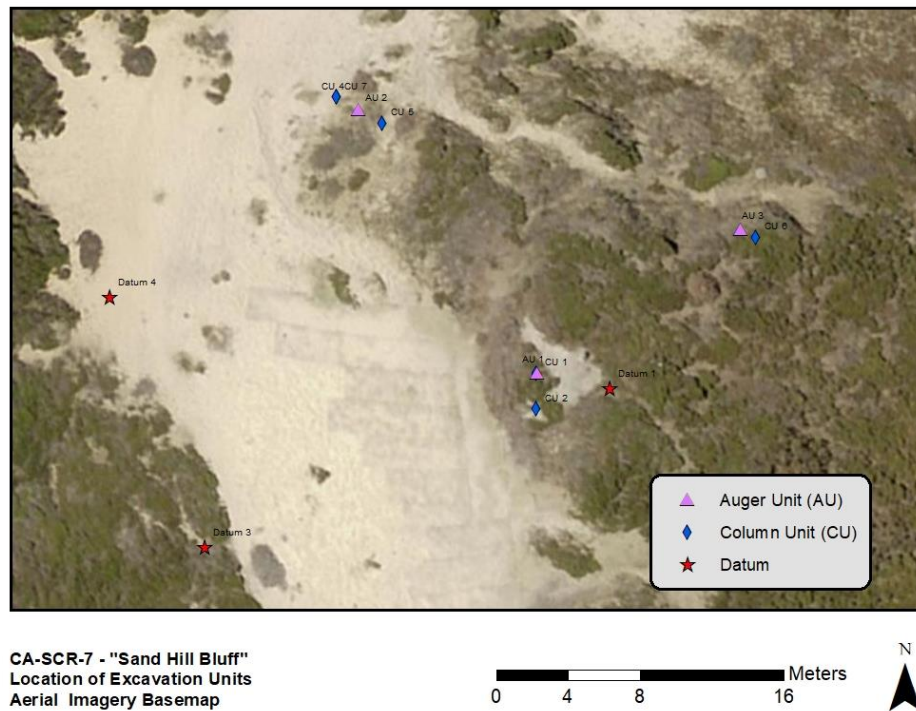 CU 4CU 7
AU 2
CU 5
AU 3
CU 6
Datum 4
AU 1 CU 1
Datum 1
CU 2
Datum 3
Auger Unit (AU)
Column Unit (CU)
Datum
CA-SCR-7 - "Sand Hill Bluff"
Location of Excavation Units
Aerial Imagery Basemap
Meters
0 4 8 16
N